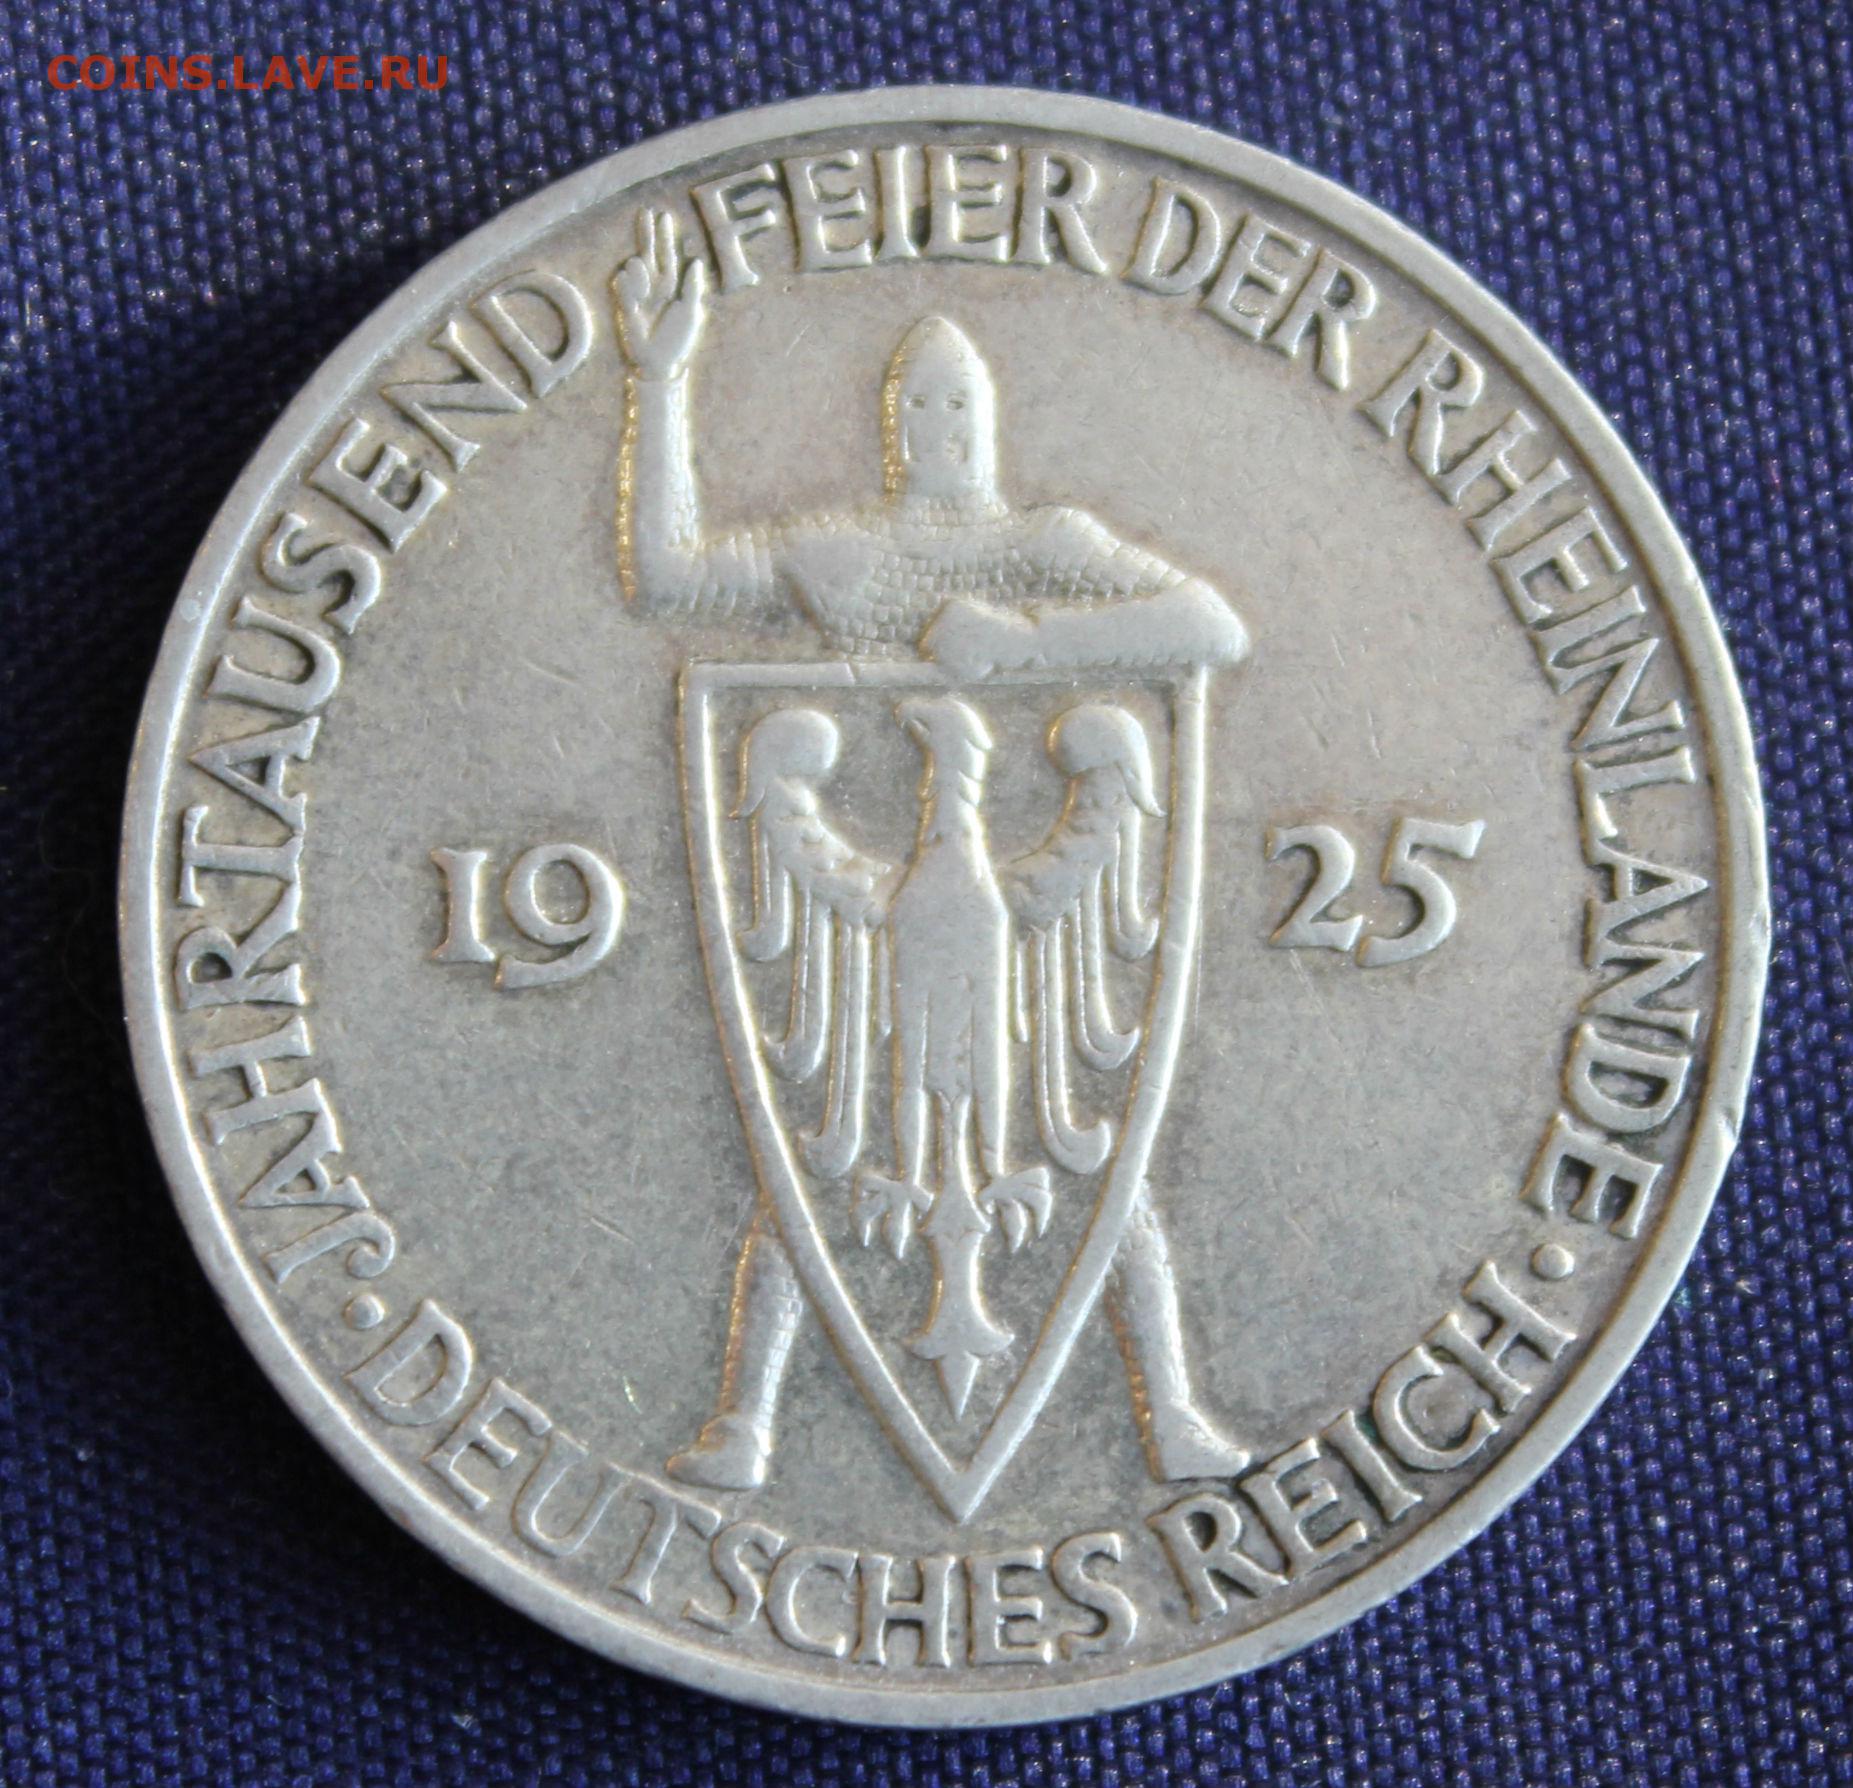 COINS.LAVE.RU
JAHRTAUSEND FEIER DER RHEINLANDE
19 25
· DEUTSCHES REICH ·